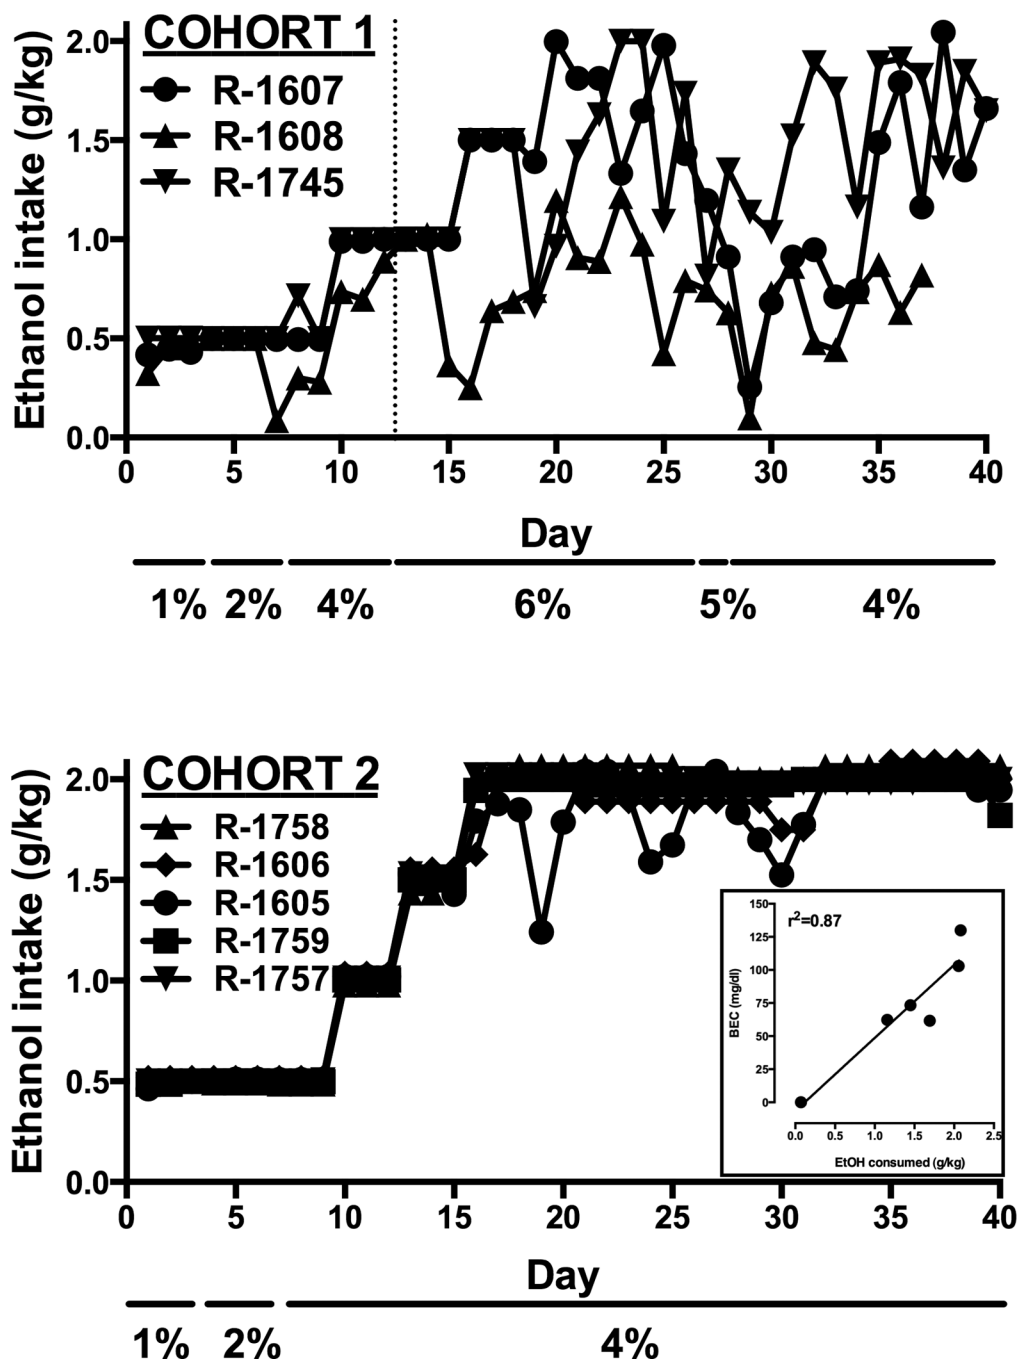 COHORT 1
R-1607
R-1608
R-1745
Ethanol intake (g/kg)
2.0
1.5
1.0
0.5
0.0
0 5 10 15 20 25 30 35 40
Day
1% 2% 4% 6% 5% 4%
COHORT 2
R-1758
R-1606
R-1605
R-1759
R-1757
Ethanol intake (g/kg)
2.0
1.5
1.0
0.5
0.0
r²=0.87
BEC (mg/dl)
150
125
100
75
50
25
0
0.0 0.5 1.0 1.5 2.0 2.5
EtOH consumed (g/kg)
0 5 10 15 20 25 30 35 40
Day
1% 2% 4%